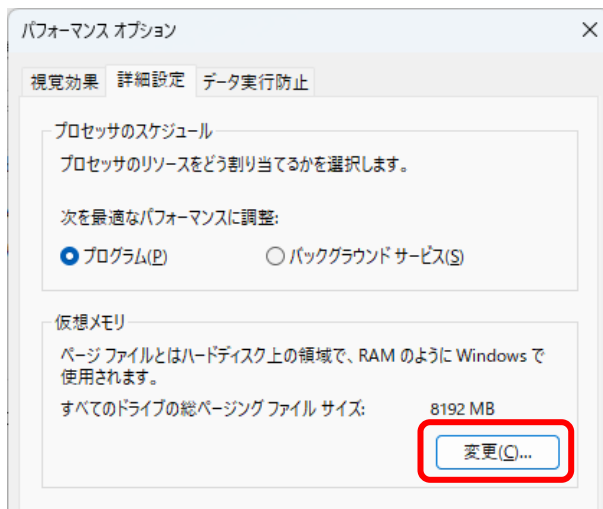 パフォーマンス オプション
視覚効果 詳細設定 データ実行防止
プロセッサのスケジュール
プロセッサのリソースをどう割り当てるかを選択します。
次を最適なパフォーマンスに調整:
プログラム(P) バックグラウンド サービス(S)
仮想メモリ
ページ ファイルとはハードディスク上の領域で、RAM のように Windows で
使用されます。
すべてのドライブの総ページング ファイル サイズ: 8192 MB
変更(C)...